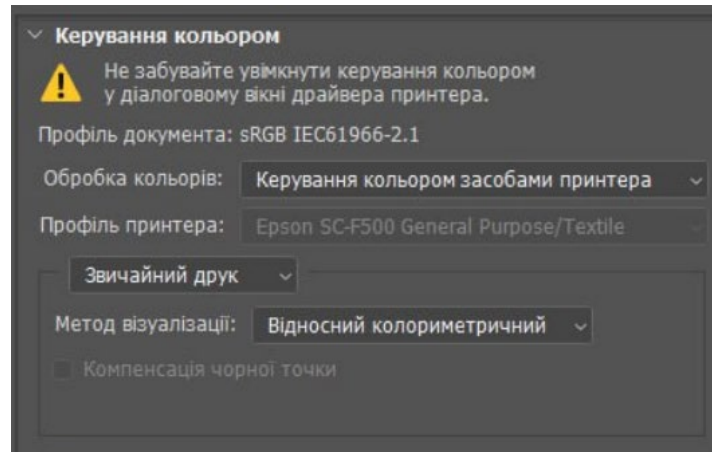 Керування кольором
Не забувайте увімкнути керування кольором
у діалоговому вікні драйвера принтера.
Профіль документа: sRGB IEC61966-2.1
Обробка кольорів: Керування кольором засобами принтера
Профіль принтера: Epson SC-F500 General Purpose/Textile
Звичайний друк
Метод візуалізації: Відносний колориметричний
Компенсація чорної точки